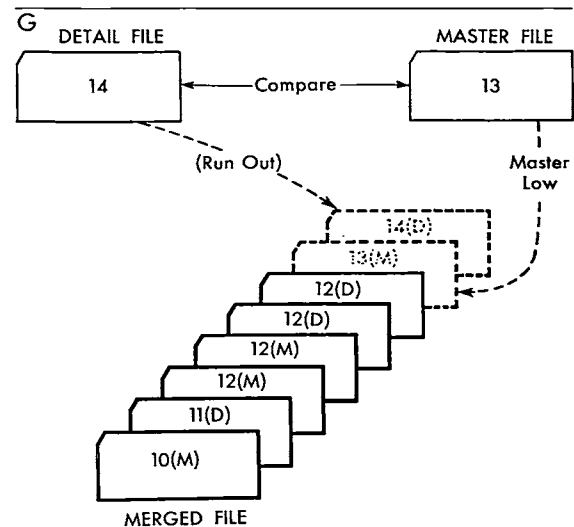 G
DETAIL FILE
MASTER FILE
14
Compare
13
(Run Out)
Master
Low
14(D)
13(M)
12(D)
12(D)
12(M)
12(M)
11(D)
10(M)
MERGED FILE